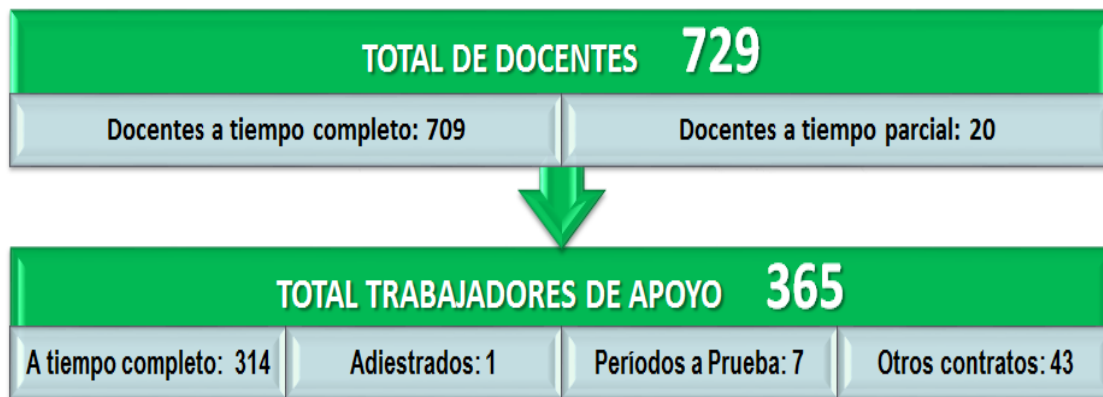 TOTAL DE DOCENTES 729
Docentes a tiempo completo: 709
Docentes a tiempo parcial: 20
TOTAL TRABAJADORES DE APOYO 365
A tiempo completo: 314
Adiestrados: 1
Períodos a Prueba: 7
Otros contratos: 43